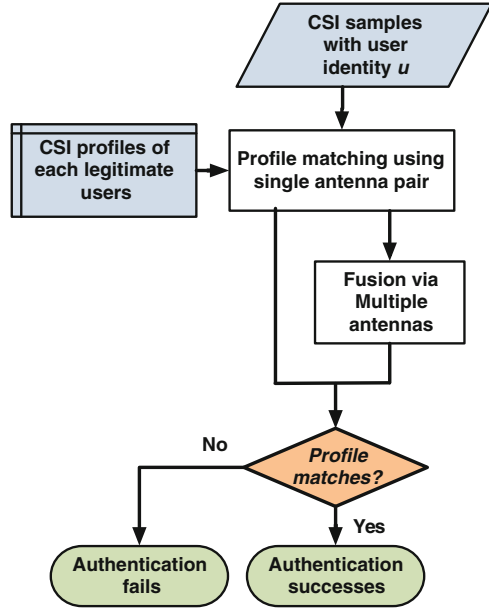 CSI samples
with user
identity u
CSI profiles of
each legitimate
users
Profile matching using
single antenna pair
Fusion via
Multiple
antennas
Profile
matches?
No
Yes
Authentication
fails
Authentication
successes